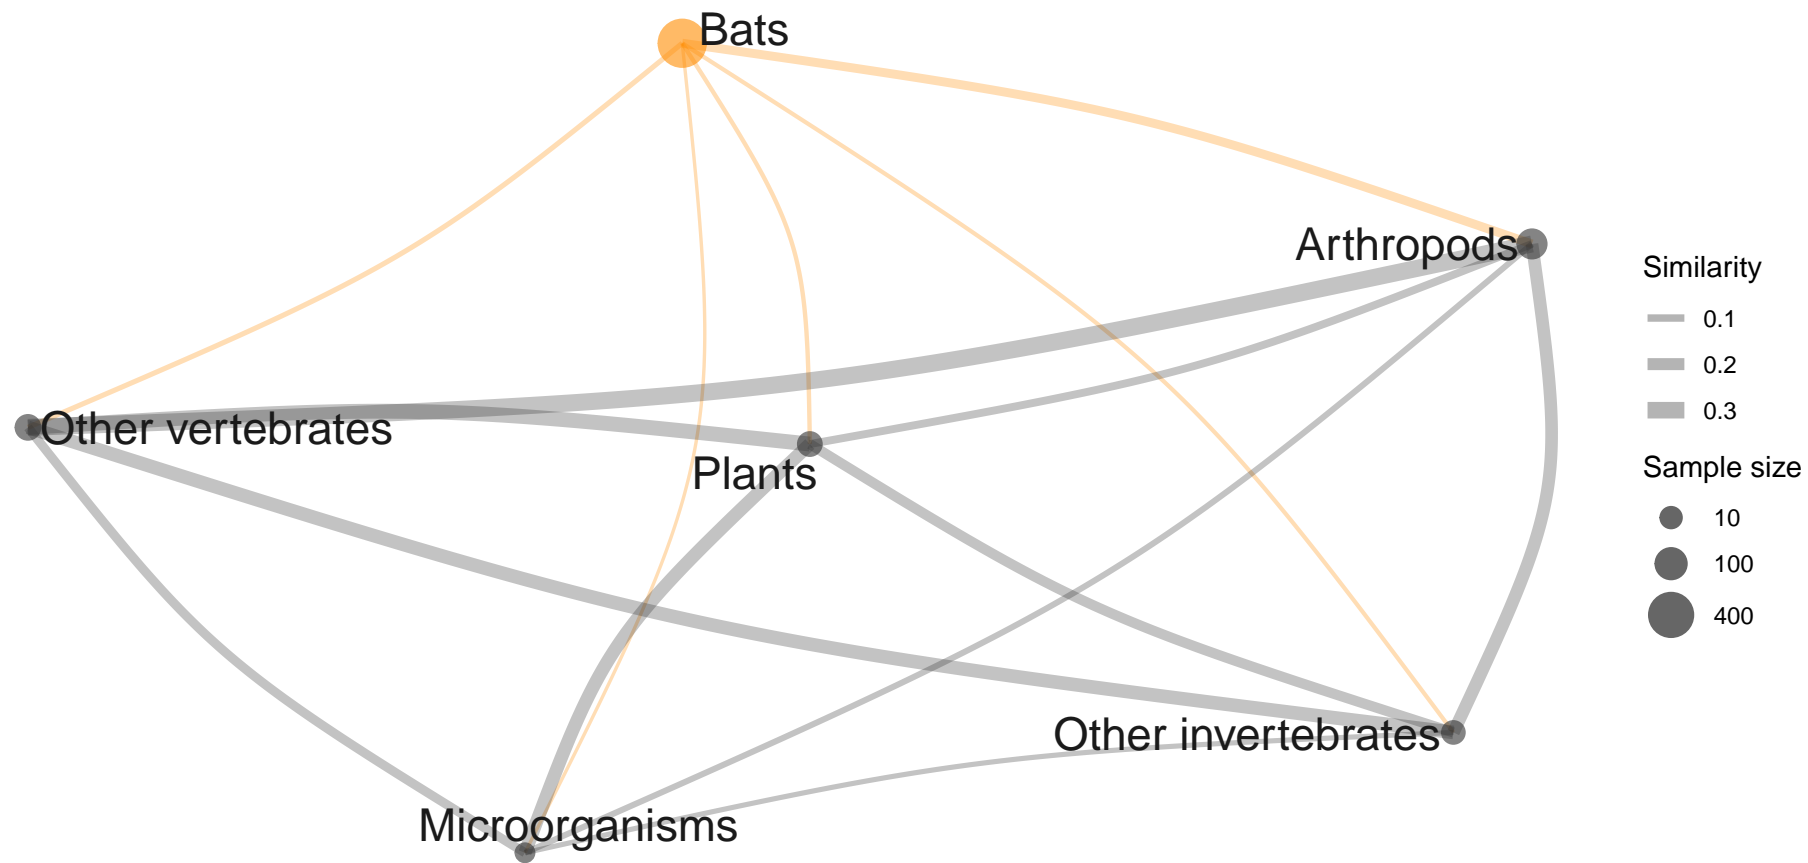 Bats
Arthropods
Similarity
0.1
0.2
0.3
Other vertebrates
Plants
Sample size
10
100
400
Other invertebrates
Microorganisms